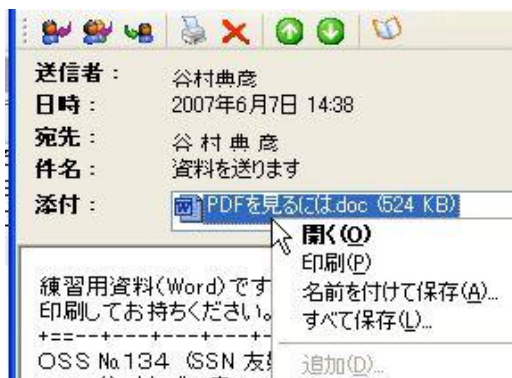 送信者： 谷村典彦
日時： 2007年6月7日 14:38
宛先： 谷村典彦
件名： 資料を送ります
添付： PDFを見るには.doc (524 KB)
開く(O)
印刷(P)
名前を付けて保存(A)...
すべて保存(L)...
追加(D)...
練習用資料(Word)です
印刷してお持ちください。
+==--+---+---+---+-
OSS №134 (SSN 友